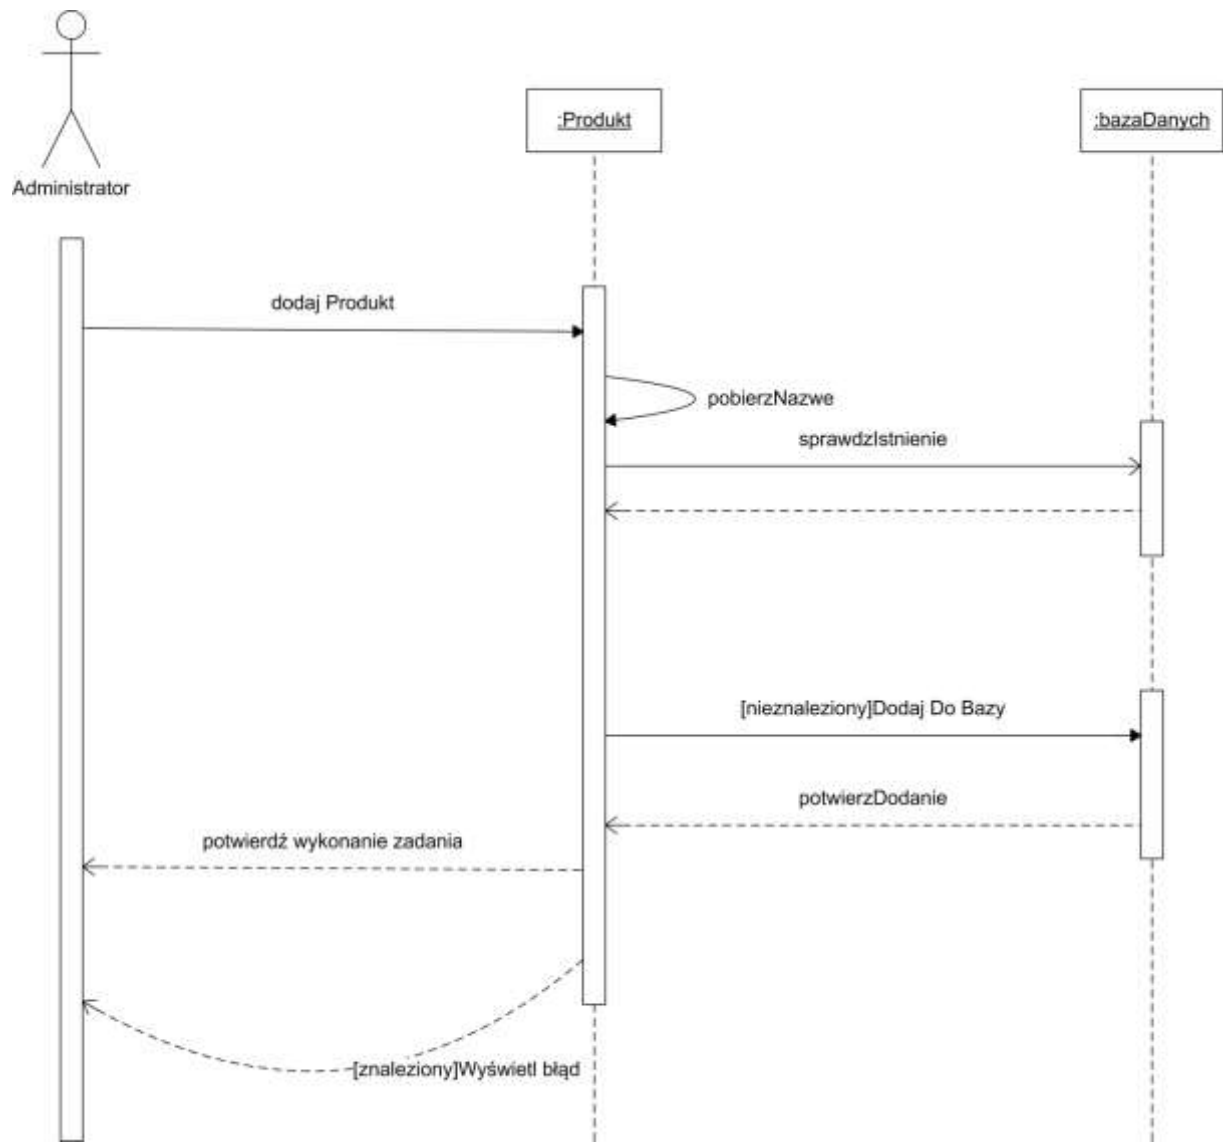 :Produkt
:bazaDanych
Administrator
dodaj Produkt
pobierzNazwe
sprawdzIstnienie
[nieznaleziony]Dodaj Do Bazy
potwierzDodanie
potwierdź wykonanie zadania
[znaleziony]Wyświetl błąd